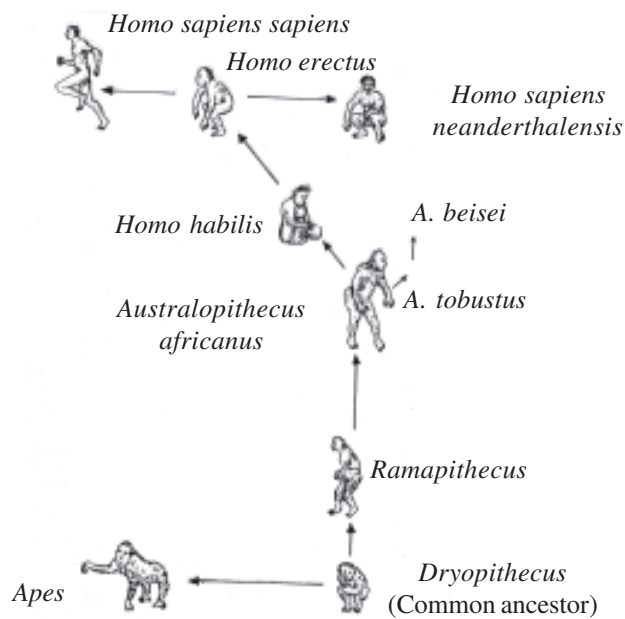 Homo sapiens sapiens
Homo erectus
Homo sapiens
neanderthalensis
Homo habilis
A. beisei
A. tobustus
Australopithecus
africanus
Ramapithecus
Apes
Dryopithecus
(Common ancestor)